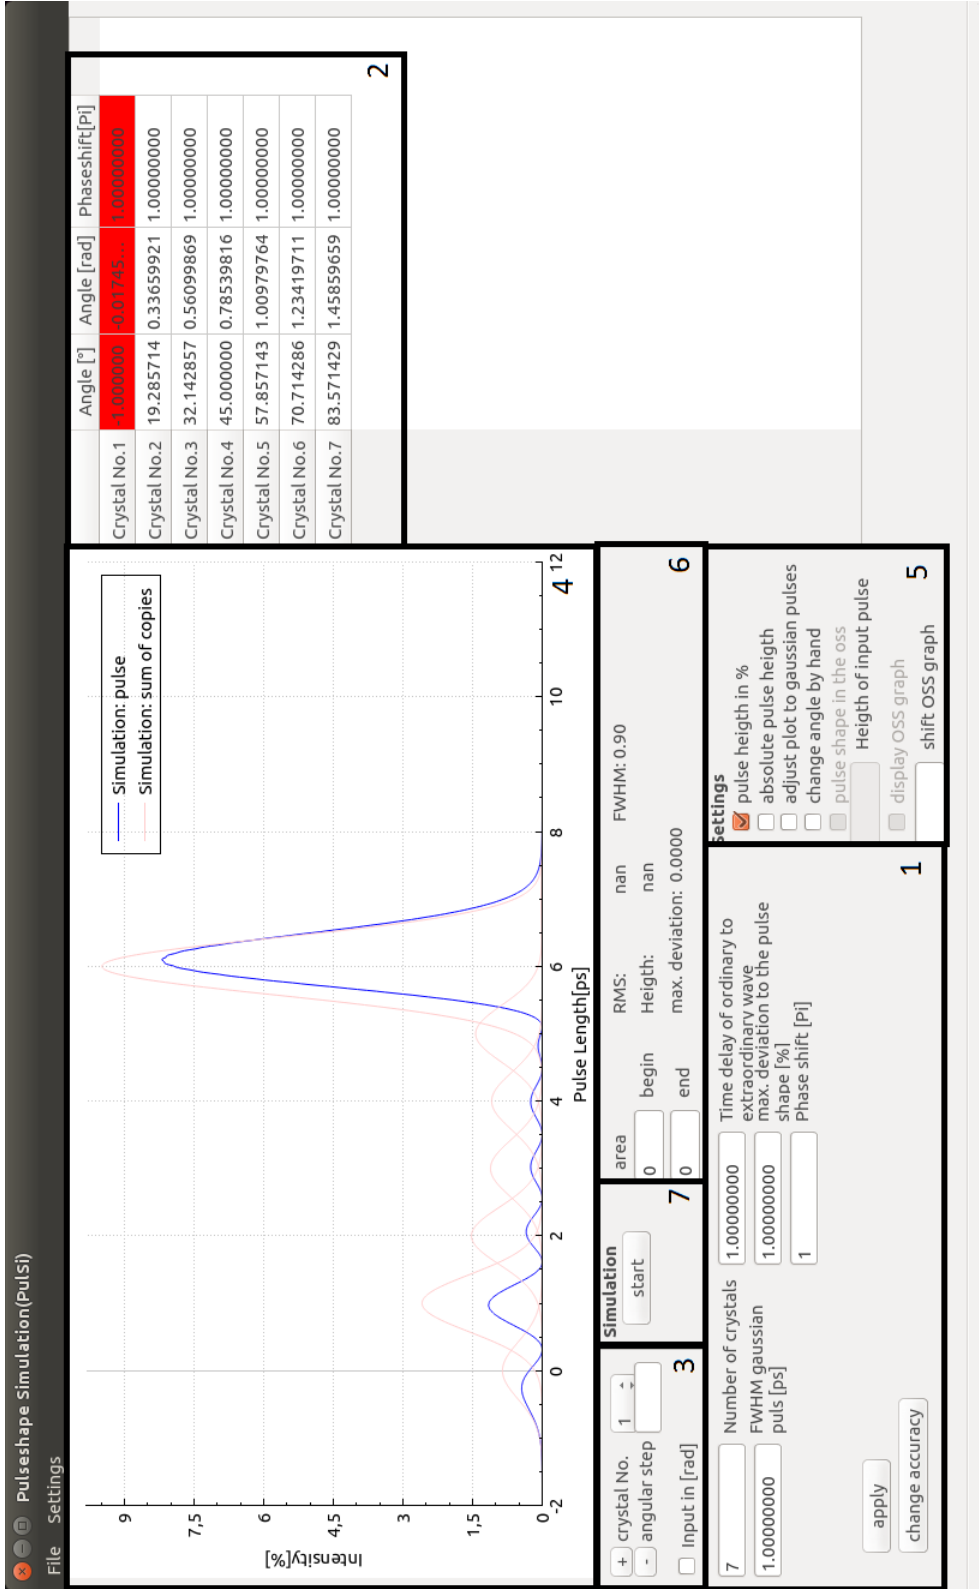 Pulseshape Simulation(PulSi)
File Settings
Intensity[%]
9
7,5
6
4,5
3
1,5
0
-2 0 2 4 6 8 10 12
Pulse Length[ps]
Simulation: pulse
Simulation: sum of copies
4
Angle [°] Angle [rad] Phaseshift[Pi]
Crystal No.1 -1.000000 -0.01745... 1.00000000
Crystal No.2 19.285714 0.33659921 1.00000000
Crystal No.3 32.142857 0.56099869 1.00000000
Crystal No.4 45.000000 0.78539816 1.00000000
Crystal No.5 57.857143 1.00979764 1.00000000
Crystal No.6 70.714286 1.23419711 1.00000000
Crystal No.7 83.571429 1.45859659 1.00000000
2
+ crystal No. 1
- angular step
Input in [rad]
3
Simulation
start
7
area
0 begin
0 end
RMS: nan
Heigth: nan
max. deviation: 0.0000
FWHM: 0.90
6
7 Number of crystals
1.00000000 FWHM gaussian
puls [ps]
1.00000000 Time delay of ordinary to
extraordinary wave
1.00000000 max. deviation to the pulse
shape [%]
1 Phase shift [Pi]
apply
change accuracy
1
Settings
pulse heigth in %
absolute pulse heigth
adjust plot to gaussian pulses
change angle by hand
pulse shape in the oss
Heigth of input pulse
display OSS graph
shift OSS graph
5